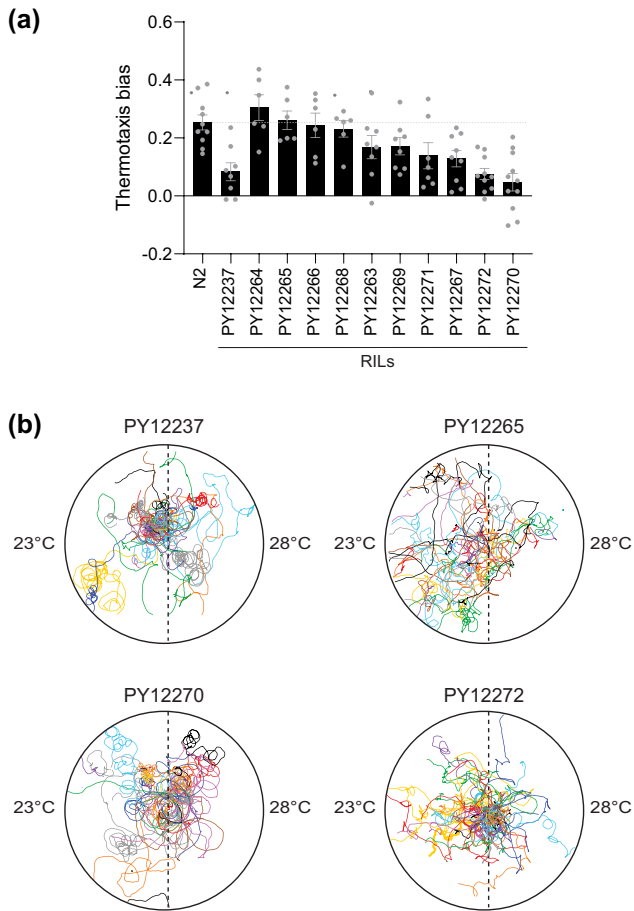 (a)
Thermotaxis bias
0.6
0.4
0.2
0.0
-0.2
N2
PY12237
PY12264
PY12265
PY12266
PY12268
PY12263
PY12269
PY12271
PY12267
PY12272
PY12270
RILs
(b)
PY12237
PY12265
23°C
28°C
23°C
28°C
PY12270
PY12272
23°C
28°C
23°C
28°C